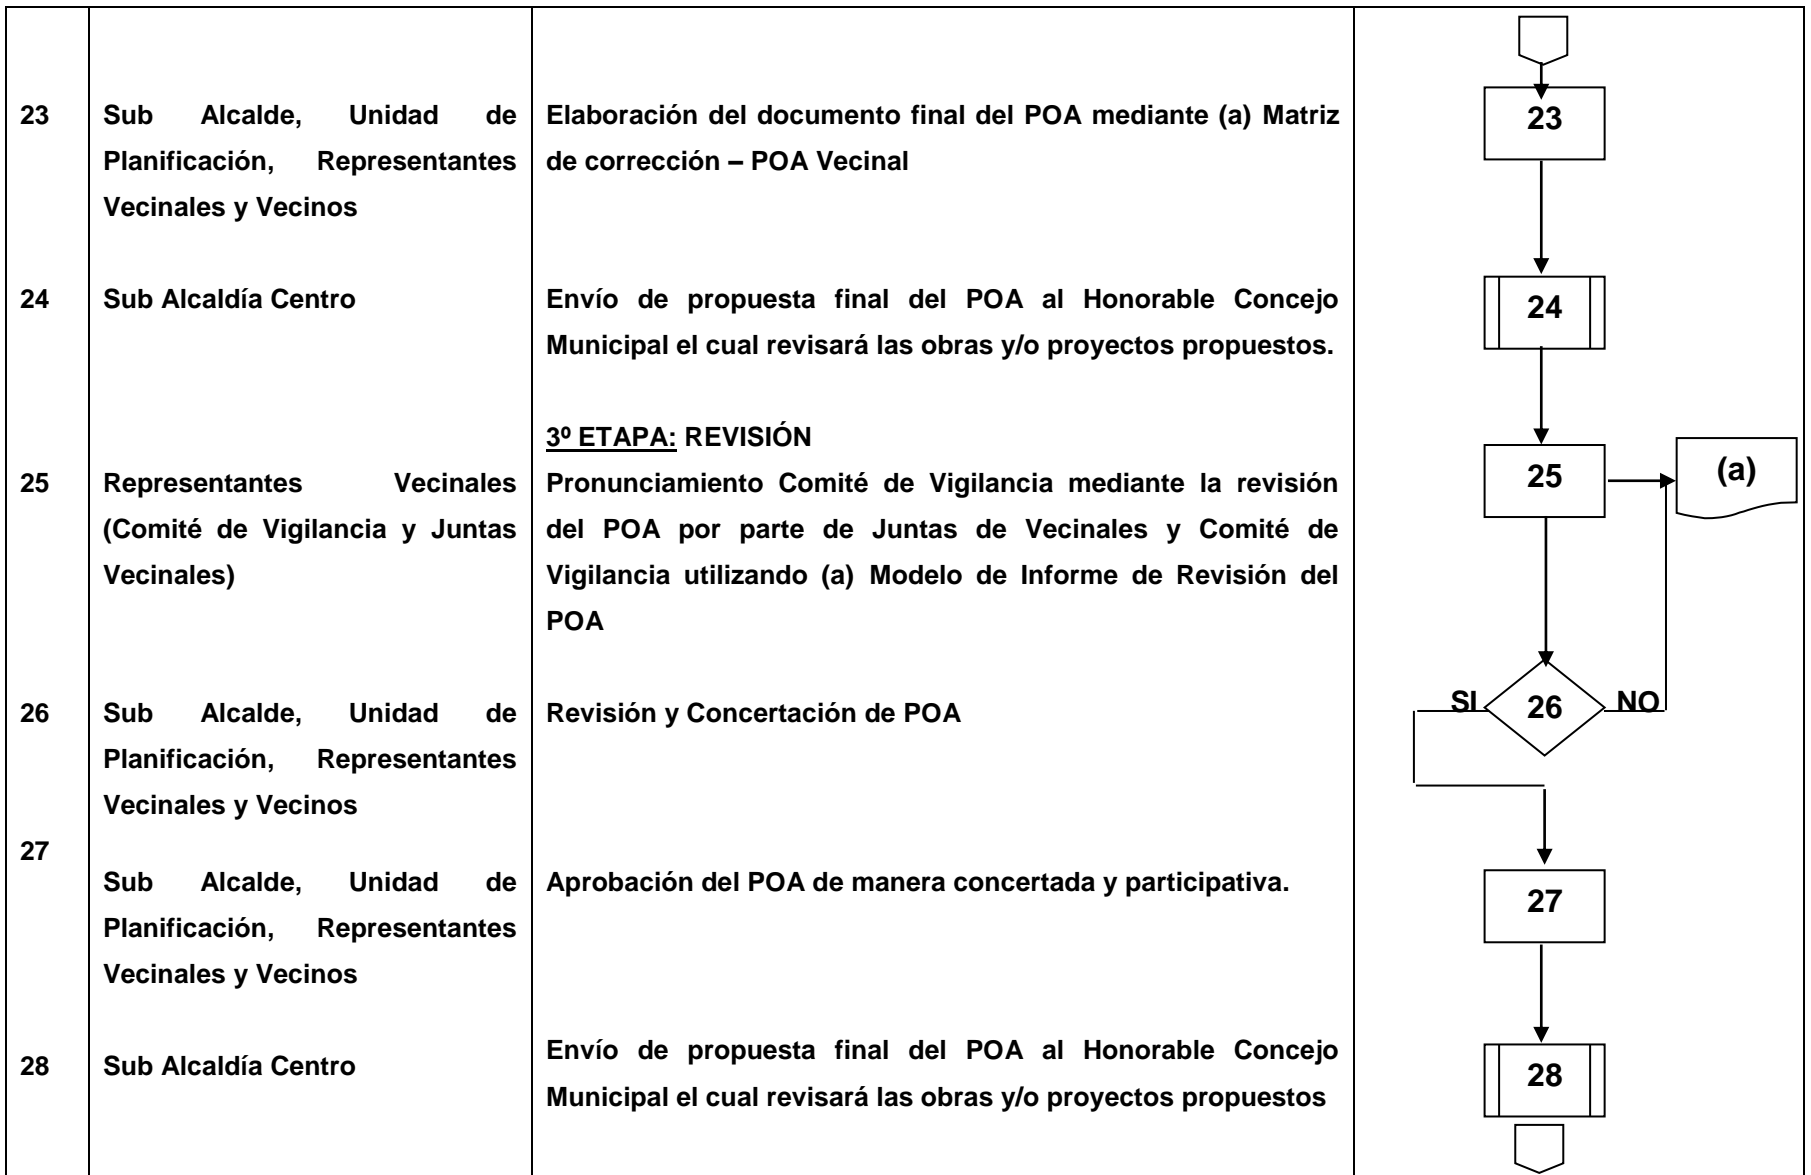 23
Sub Alcalde, Unidad de
Planificación, Representantes
Vecinales y Vecinos
Elaboración del documento final del POA mediante (a) Matriz
de corrección – POA Vecinal
23
24
Sub Alcaldía Centro
Envío de propuesta final del POA al Honorable Concejo
Municipal el cual revisará las obras y/o proyectos propuestos.
24
3º ETAPA: REVISIÓN
25
Representantes Vecinales
(Comité de Vigilancia y Juntas
Vecinales)
Pronunciamiento Comité de Vigilancia mediante la revisión
del POA por parte de Juntas de Vecinales y Comité de
Vigilancia utilizando (a) Modelo de Informe de Revisión del
POA
25
(a)
26
Sub Alcalde, Unidad de
Planificación, Representantes
Vecinales y Vecinos
Revisión y Concertación de POA
SI
26
NO
27
Sub Alcalde, Unidad de
Planificación, Representantes
Vecinales y Vecinos
Aprobación del POA de manera concertada y participativa.
27
28
Sub Alcaldía Centro
Envío de propuesta final del POA al Honorable Concejo
Municipal el cual revisará las obras y/o proyectos propuestos
28